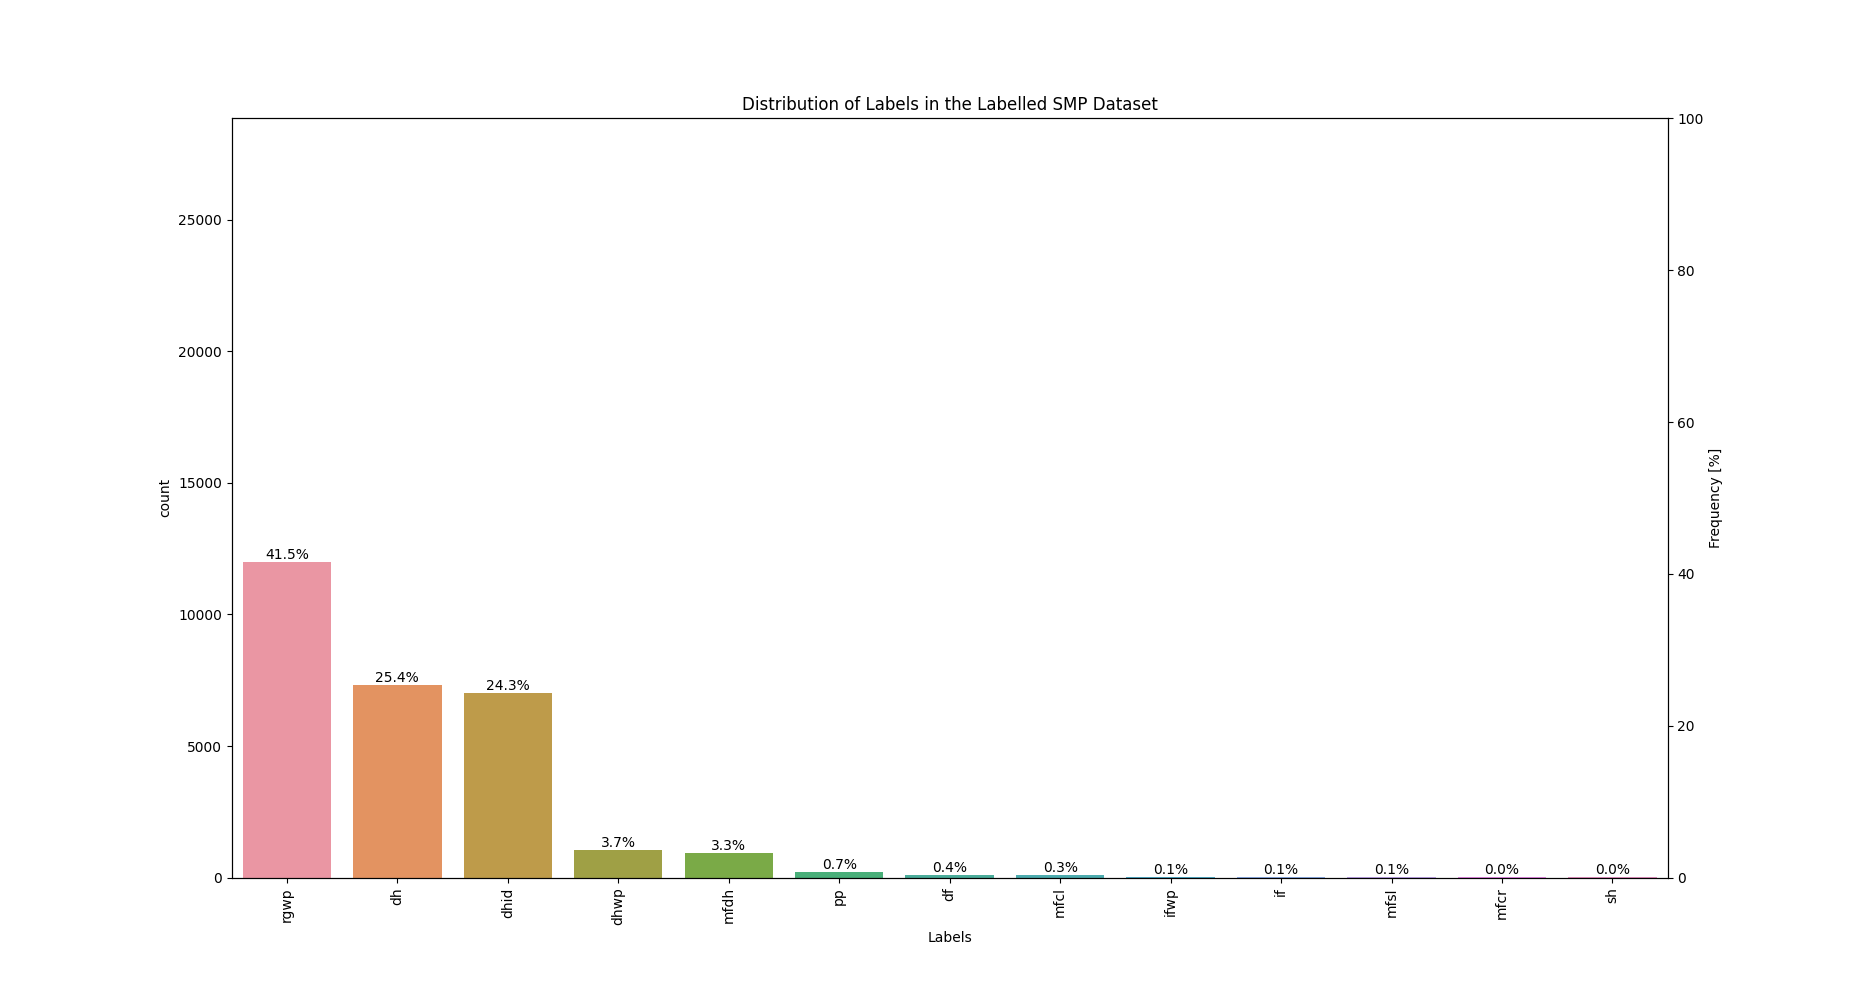 Distribution of Labels in the Labelled SMP Dataset
count
25000
20000
15000
10000
5000
0
41.5%
25.4%
24.3%
3.7%
3.3%
0.7%
0.4%
0.3%
0.1%
0.1%
0.1%
0.0%
0.0%
100
80
60
40
20
0
Frequency [%]
rgwp
dh
dhid
dhwp
mfdh
pp
df
mfcl
ifwp
if
mfsl
mfcr
sh
Labels